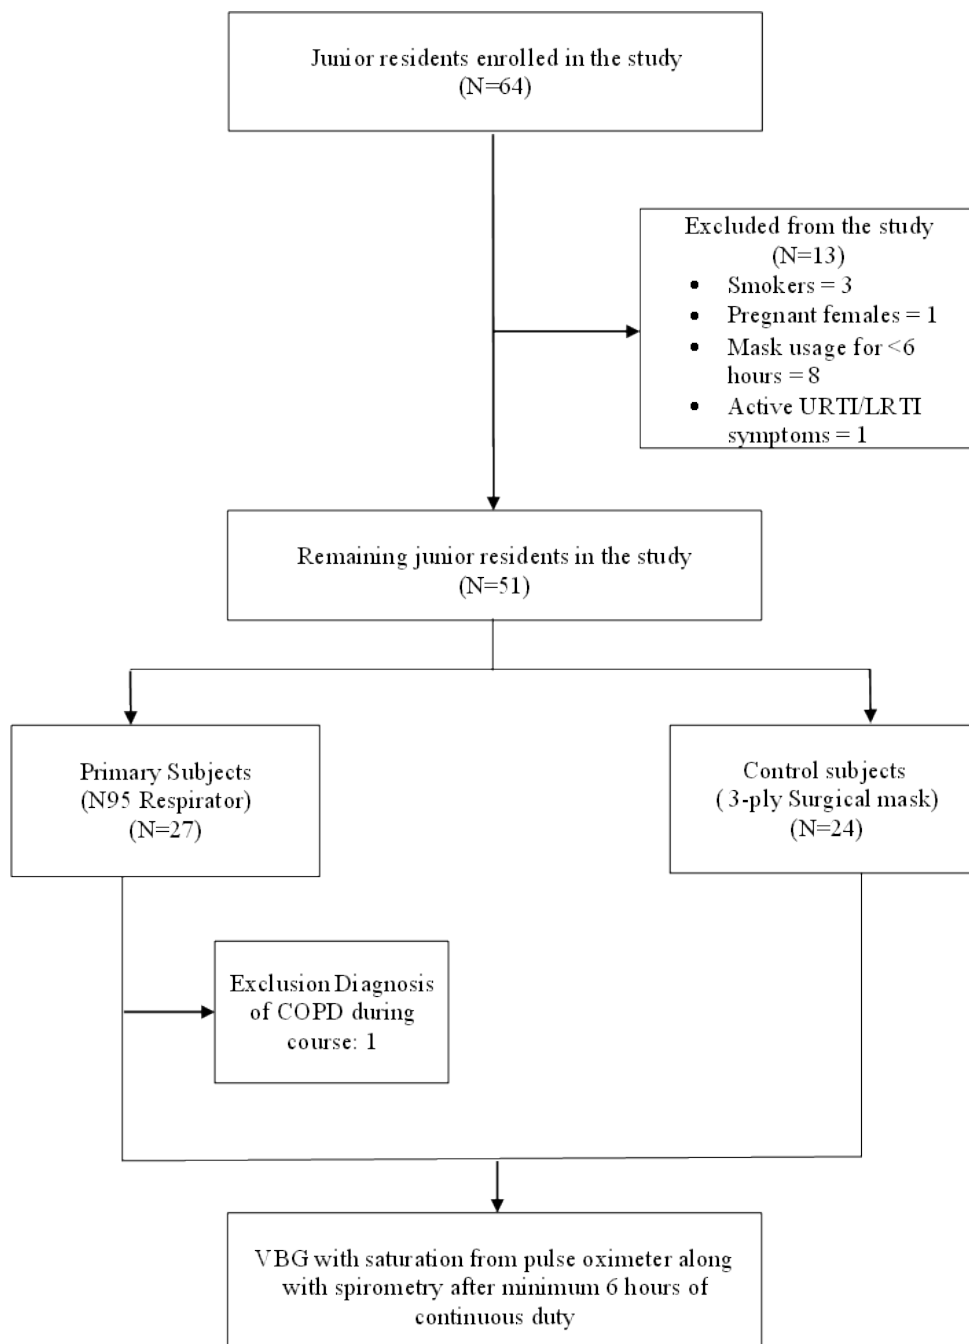 Junior residents enrolled in the study
(N=64)
Excluded from the study
(N=13)
• Smokers = 3
• Pregnant females = 1
• Mask usage for <6
hours = 8
• Active URTI/LRTI
symptoms = 1
Remaining junior residents in the study
(N=51)
Primary Subjects
(N95 Respirator)
(N=27)
Control subjects
( 3-ply Surgical mask)
(N=24)
Exclusion Diagnosis
of COPD during
course: 1
VBG with saturation from pulse oximeter along
with spirometry after minimum 6 hours of
continuous duty